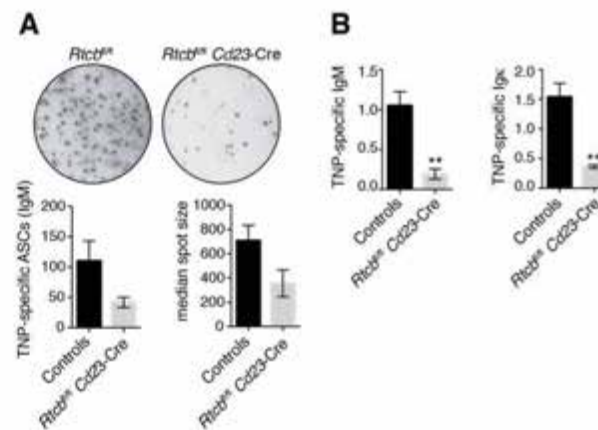 A
Rtcb^fl/fl
Rtcb^fl/fl Cd23-Cre
TNP-specific ASCs (IgM)
200
150
100
50
0
Controls
Rtcb^fl/fl Cd23-Cre
median spot size
1000
800
600
400
200
0
Controls
Rtcb^fl/fl Cd23-Cre
B
TNP-specific IgM
1.5
1.0
0.5
0.0
**
Controls
Rtcb^fl/fl Cd23-Cre
TNP-specific Igκ
2.0
1.5
1.0
0.5
0.0
**
Controls
Rtcb^fl/fl Cd23-Cre